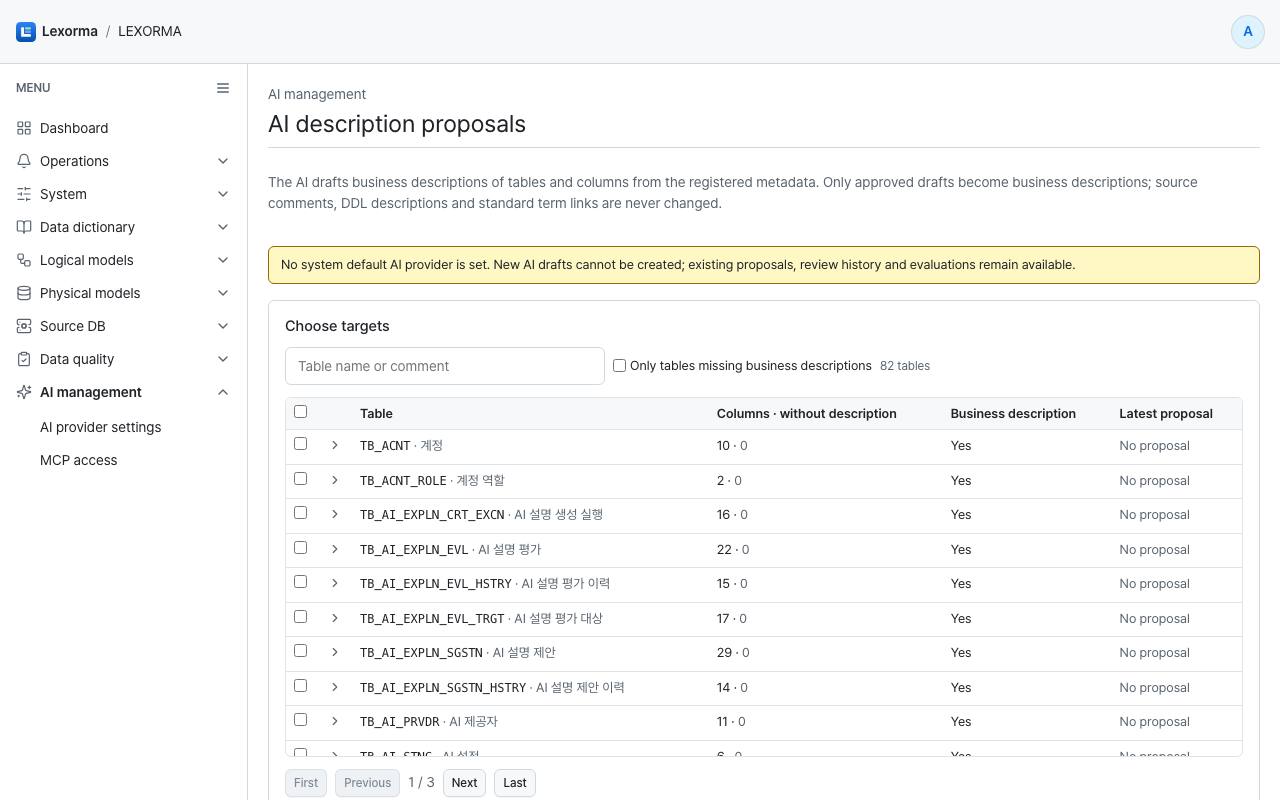 Lexorma / LEXORMA
A
MENU
Dashboard
Operations
System
Data dictionary
Logical models
Physical models
Source DB
Data quality
AI management
AI provider settings
MCP access
AI management
AI description proposals
The AI drafts business descriptions of tables and columns from the registered metadata. Only approved drafts become business descriptions; source
comments, DDL descriptions and standard term links are never changed.
No system default AI provider is set. New AI drafts cannot be created; existing proposals, review history and evaluations remain available.
Choose targets
Table name or comment
Only tables missing business descriptions 82 tables
Table Columns · without description Business description Latest proposal
TB_ACNT · 계정 10 · 0 Yes No proposal
TB_ACNT_ROLE · 계정 역할 2 · 0 Yes No proposal
TB_AI_EXPLN_CRT_EXCN · AI 설명 생성 실행 16 · 0 Yes No proposal
TB_AI_EXPLN_EVL · AI 설명 평가 22 · 0 Yes No proposal
TB_AI_EXPLN_EVL_HSTRY · AI 설명 평가 이력 15 · 0 Yes No proposal
TB_AI_EXPLN_EVL_TRGT · AI 설명 평가 대상 17 · 0 Yes No proposal
TB_AI_EXPLN_SGSTN · AI 설명 제안 29 · 0 Yes No proposal
TB_AI_EXPLN_SGSTN_HSTRY · AI 설명 제안 이력 14 · 0 Yes No proposal
TB_AI_PRVDR · AI 제공자 11 · 0 Yes No proposal
First Previous 1 / 3 Next Last